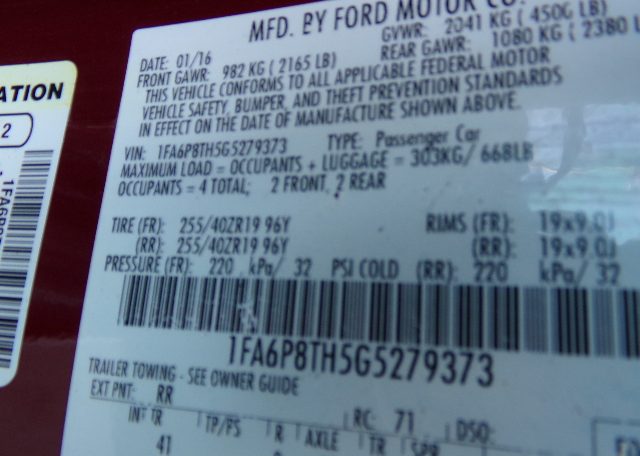 MFD. BY FORD MOTOR CO.
DATE: 01/16 GVWR: 2041 KG ( 4500 LB)
FRONT GAWR: 982 KG ( 2165 LB) REAR GAWR: 1080 KG ( 2380 L
THIS VEHICLE CONFORMS TO ALL APPLICABLE FEDERAL MOTOR
VEHICLE SAFETY, BUMPER, AND THEFT PREVENTION STANDARDS
IN EFFECT ON THE DATE OF MANUFACTURE SHOWN ABOVE.
VIN: 1FA6P8TH5G5279373 TYPE: Passenger Car
MAXIMUM LOAD = OCCUPANTS + LUGGAGE = 303KG/ 668LB
OCCUPANTS = 4 TOTAL; 2 FRONT, 2 REAR
TIRE (FR): 255/40ZR19 96Y RIMS (FR): 19x9.0J
(RR): 255/40ZR19 96Y (RR): 19x9.0J
PRESSURE (FR): 220 kPa/ 32 PSI COLD (RR): 220 kPa/ 32
1FA6P8TH5G5279373
TRAILER TOWING - SEE OWNER GUIDE
EXT PNT: RR RC: 71 DSO:
INT TR TP/PS R AXLE TR SPR
41
ATION
2